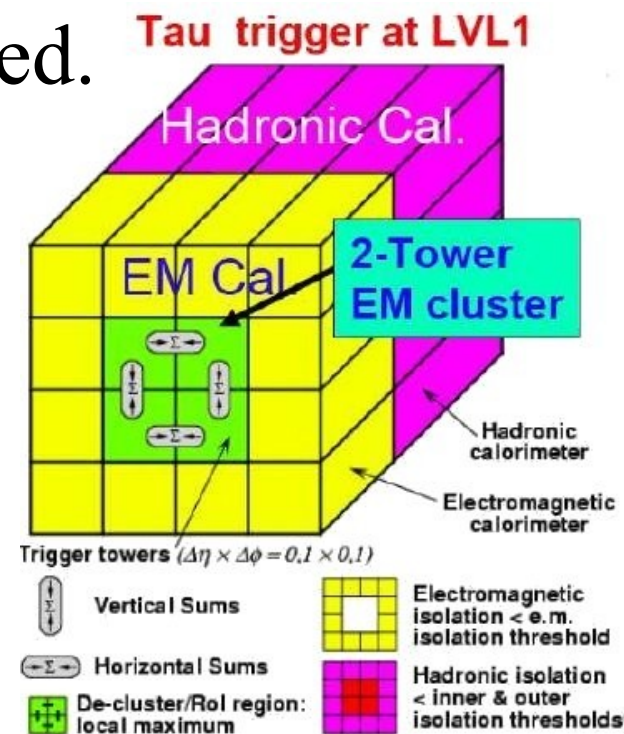 ed.
Tau trigger at LVL1
Hadronic Cal.
EM Cal.
2-Tower
EM cluster
Σ
Σ
Σ
Σ
Hadronic
calorimeter
Electromagnetic
calorimeter
Trigger towers (Δη × Δφ = 0.1 × 0.1)
Σ
Vertical Sums
Σ
Horizontal Sums
De-cluster/RoI region:
local maximum
Electromagnetic
isolation < e.m.
isolation threshold
Hadronic isolation
< inner & outer
isolation thresholds